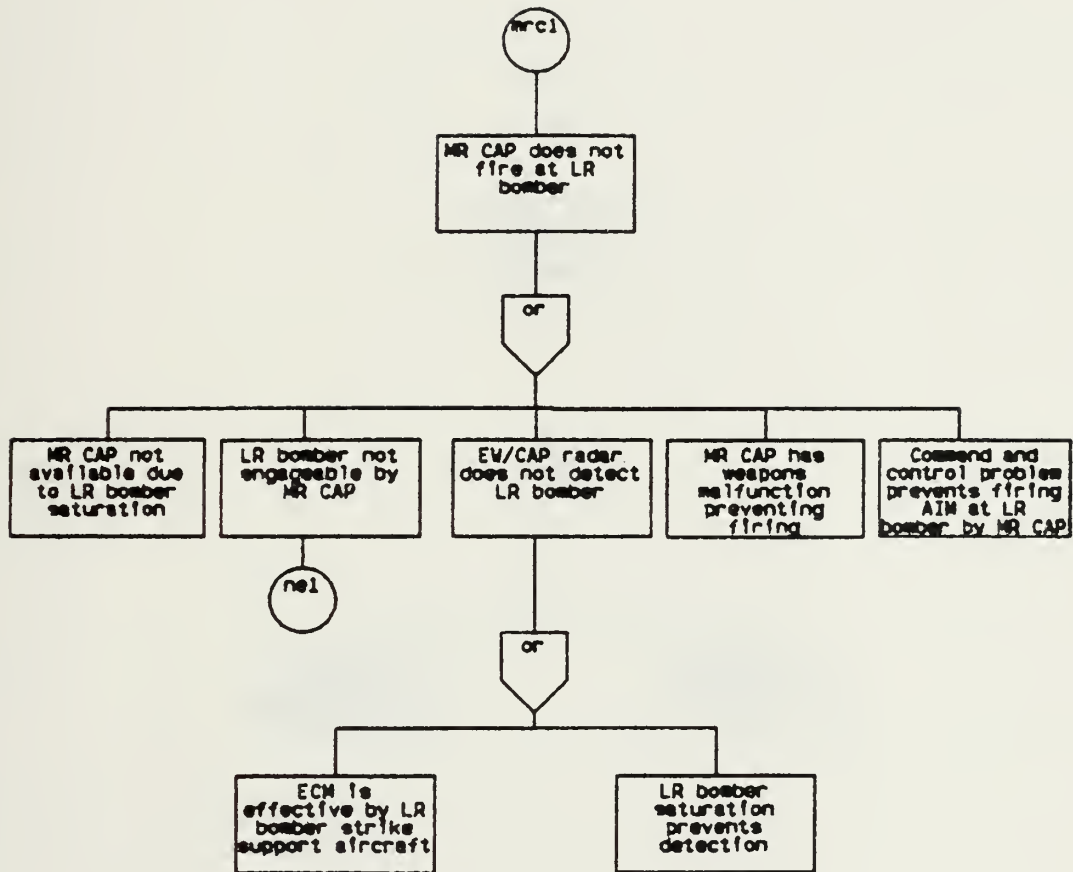 mrc1
MR CAP does not
fire at LR
bomber
or
MR CAP not
available due
to LR bomber
saturation
LR bomber not
engageable by
MR CAP
EW/CAP radar
does not detect
LR bomber
MR CAP has
weapons
malfunction
preventing
firing
Command and
control problem
prevents firing
AIM at LR
bomber by MR CAP
ne1
or
ECM is
effective by LR
bomber strike
support aircraft
LR bomber
saturation
prevents
detection